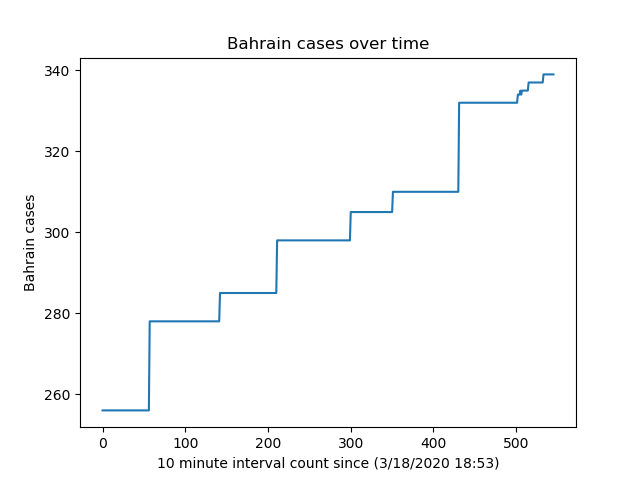 Bahrain cases over time
340
320
300
280
260
Bahrain cases
0 100 200 300 400 500
10 minute interval count since (3/18/2020 18:53)